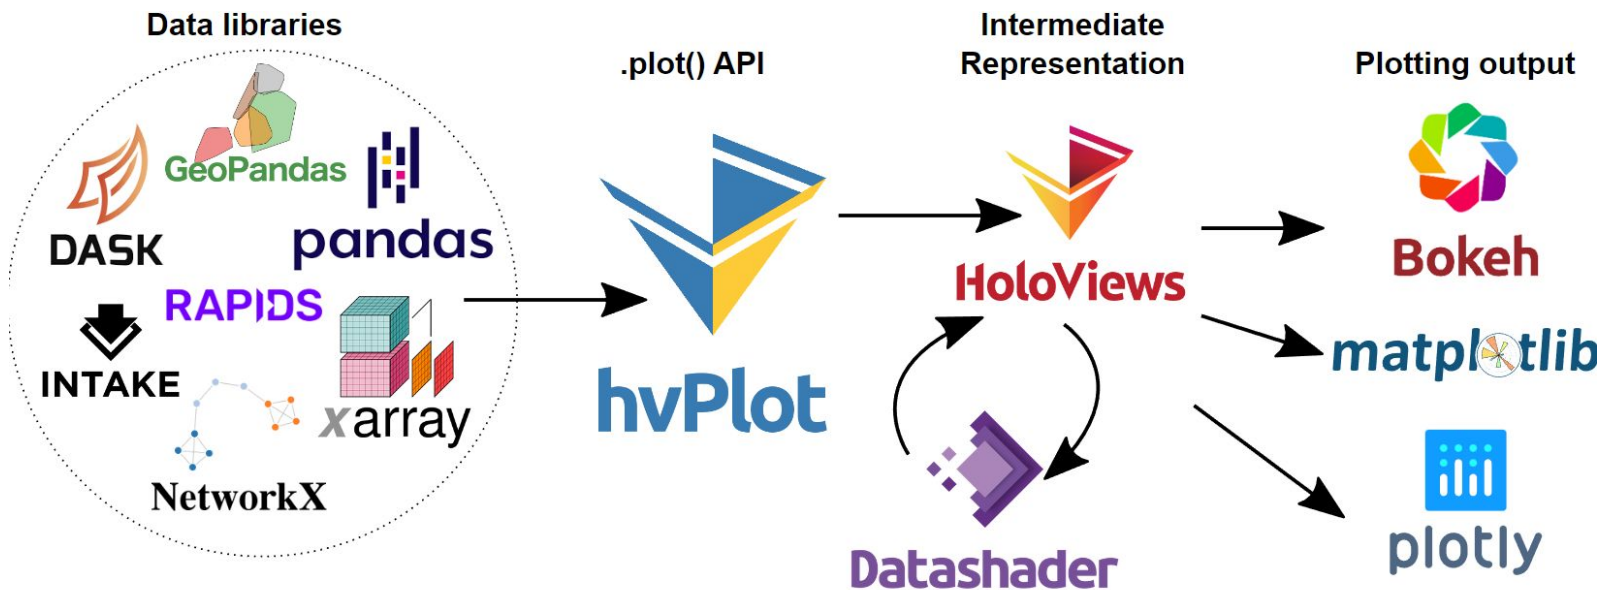 Data libraries
GeoPandas
DASK
pandas
RAPIDS
INTAKE
xarray
NetworkX
.plot() API
hvPlot
Intermediate
Representation
HoloViews
Datashader
Plotting output
Bokeh
matplotlib
plotly